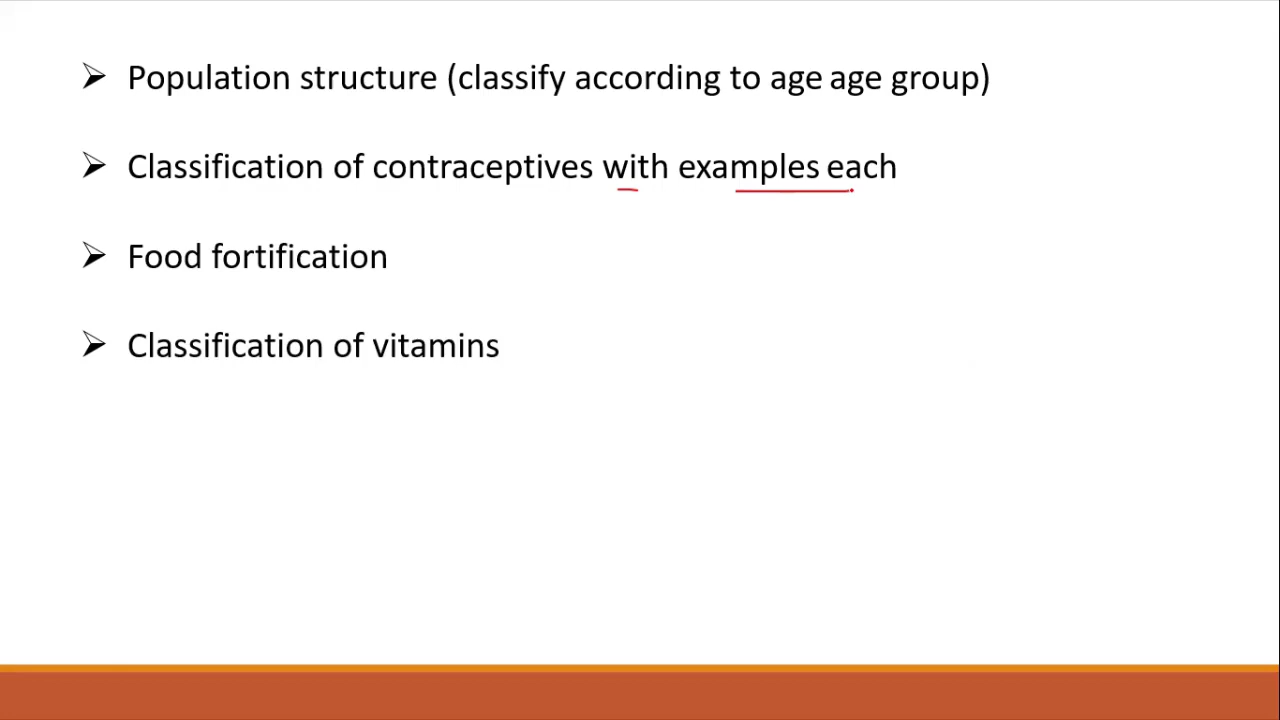 ➢ Population structure (classify according to age age group)
➢ Classification of contraceptives with examples each
➢ Food fortification
➢ Classification of vitamins